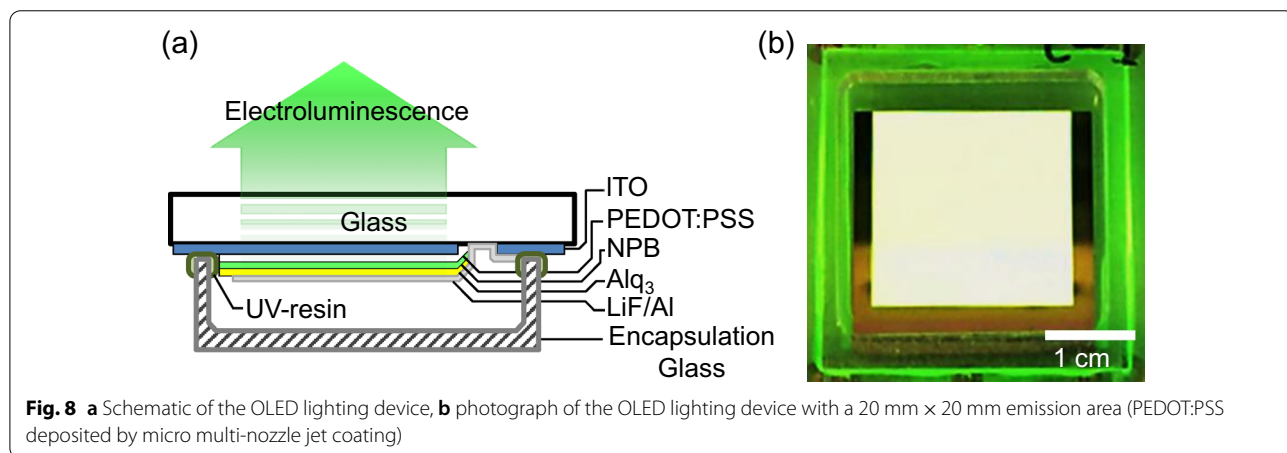 (a)
(b)
Electroluminescence
Glass
ITO
PEDOT:PSS
NPB
Alq3
LiF/Al
UV-resin
Encapsulation
Glass
1 cm
Fig. 8 a Schematic of the OLED lighting device, b photograph of the OLED lighting device with a 20 mm × 20 mm emission area (PEDOT:PSS
deposited by micro multi-nozzle jet coating)